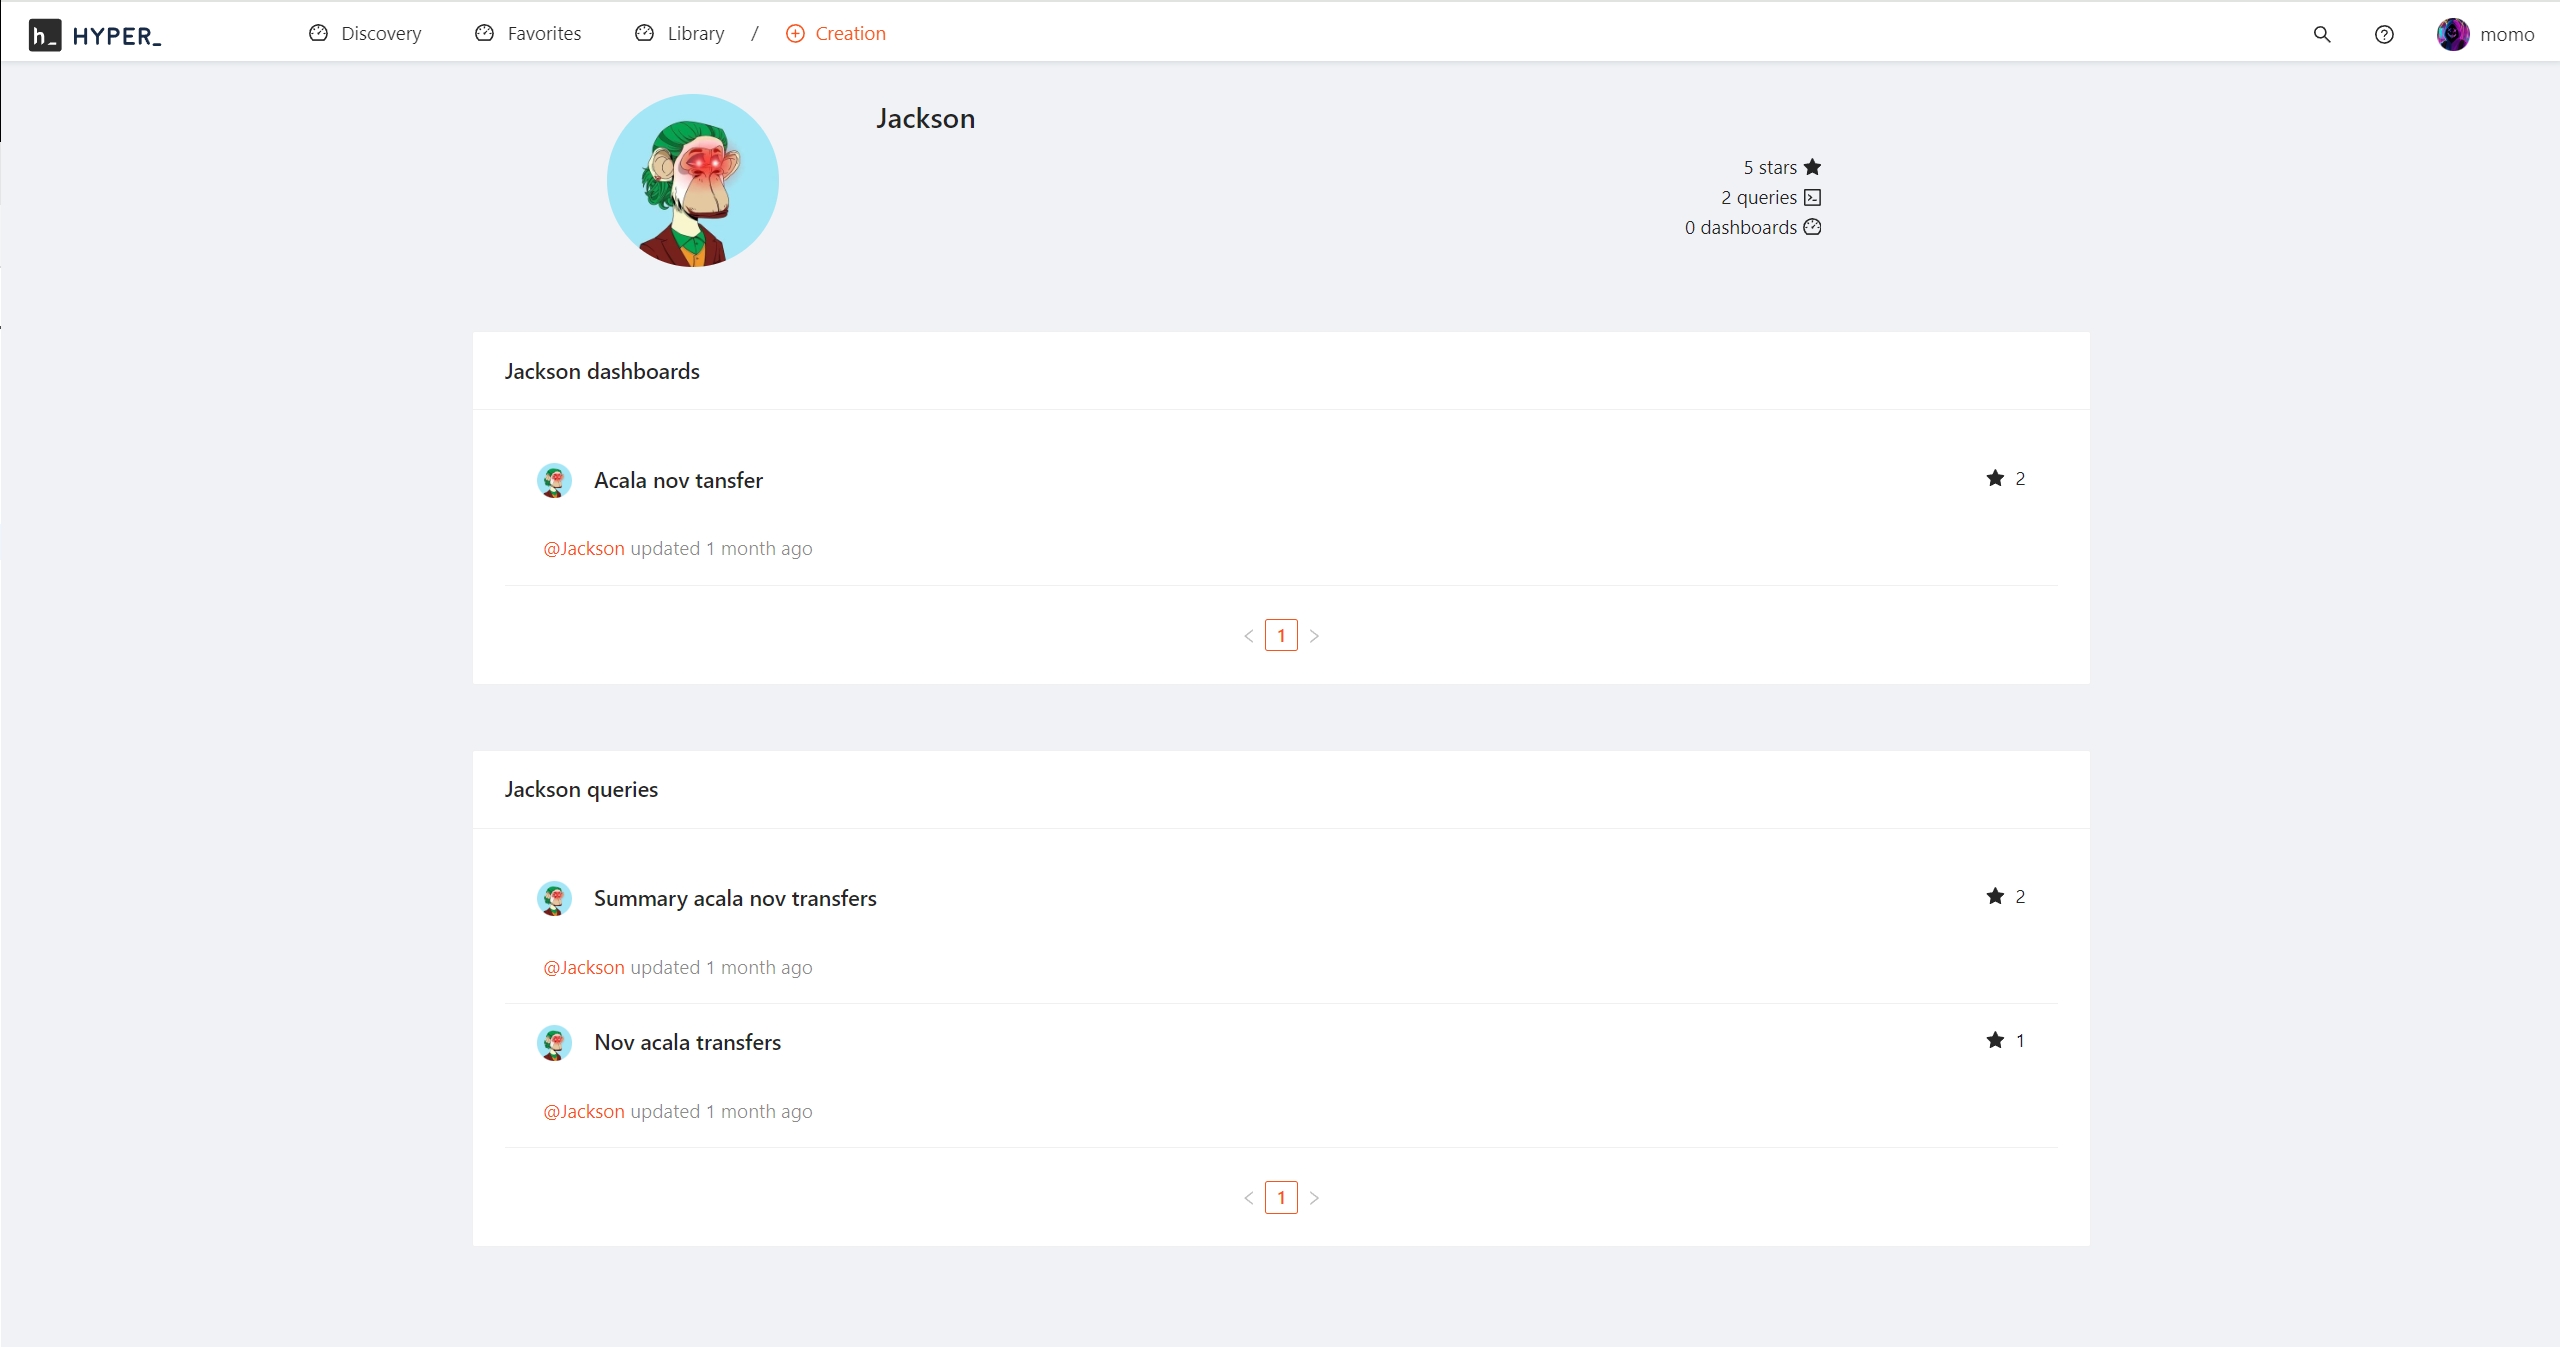 h_ HYPER_ Discovery Favorites Library / Creation momo
Jackson
5 stars
2 queries
0 dashboards
Jackson dashboards
Acala nov tansfer 2
@Jackson updated 1 month ago
< 1 >
Jackson queries
Summary acala nov transfers 2
@Jackson updated 1 month ago
Nov acala transfers 1
@Jackson updated 1 month ago
< 1 >